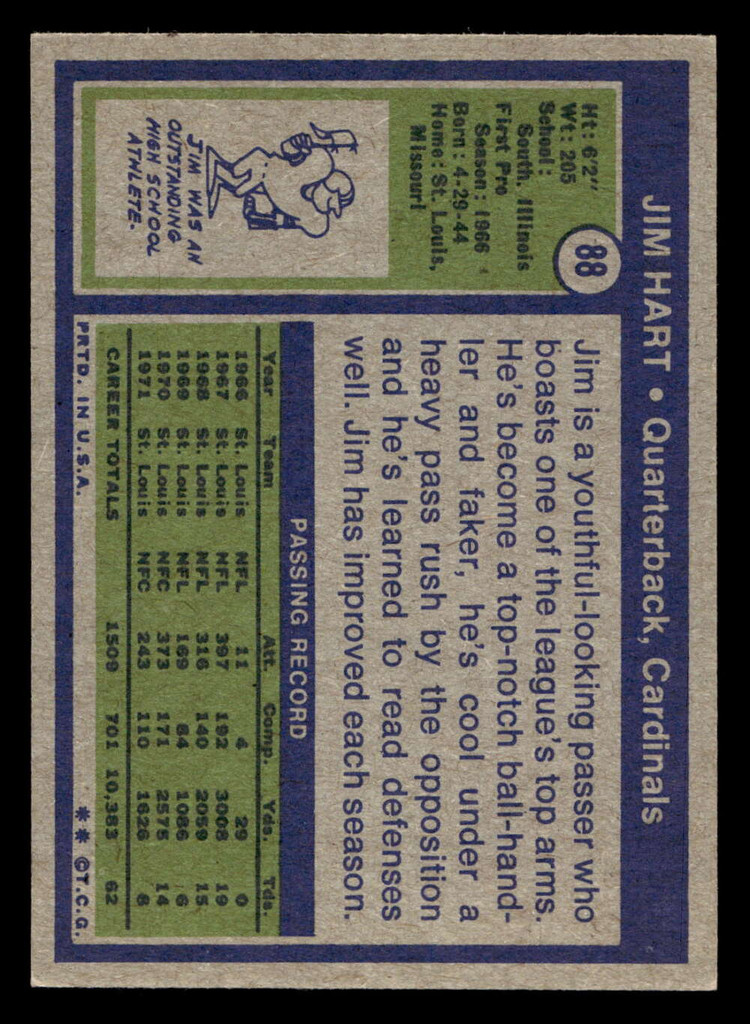 JIM HART • Quarterback, Cardinals
88
Ht: 6'2"
Wt: 205
School:
South. Illinois
First Pro
Season: 1966
Born: 4-29-44
Home: St. Louis,
Missouri
JIM WAS AN
OUTSTANDING
HIGH SCHOOL
ATHLETE.
Jim is a youthful-looking passer who
boasts one of the league's top arms.
He's become a top-notch ball-hand-
ler and faker, he's cool under a
heavy pass rush by the opposition
and he's learned to read defenses
well. Jim has improved each season.
PASSING RECORD
Year Team Att. Comp. Yds. Tds.
1966 St. Louis NFL 11 4 29 0
1967 St. Louis NFL 397 192 3008 19
1968 St. Louis NFL 316 140 2059 15
1969 St. Louis NFL 169 84 1086 6
1970 St. Louis NFC 373 171 2575 14
1971 St. Louis NFC 243 110 1626 8
CAREER TOTALS 1509 701 10,383 62
PRTD. IN U.S.A. ** ©T.C.G.